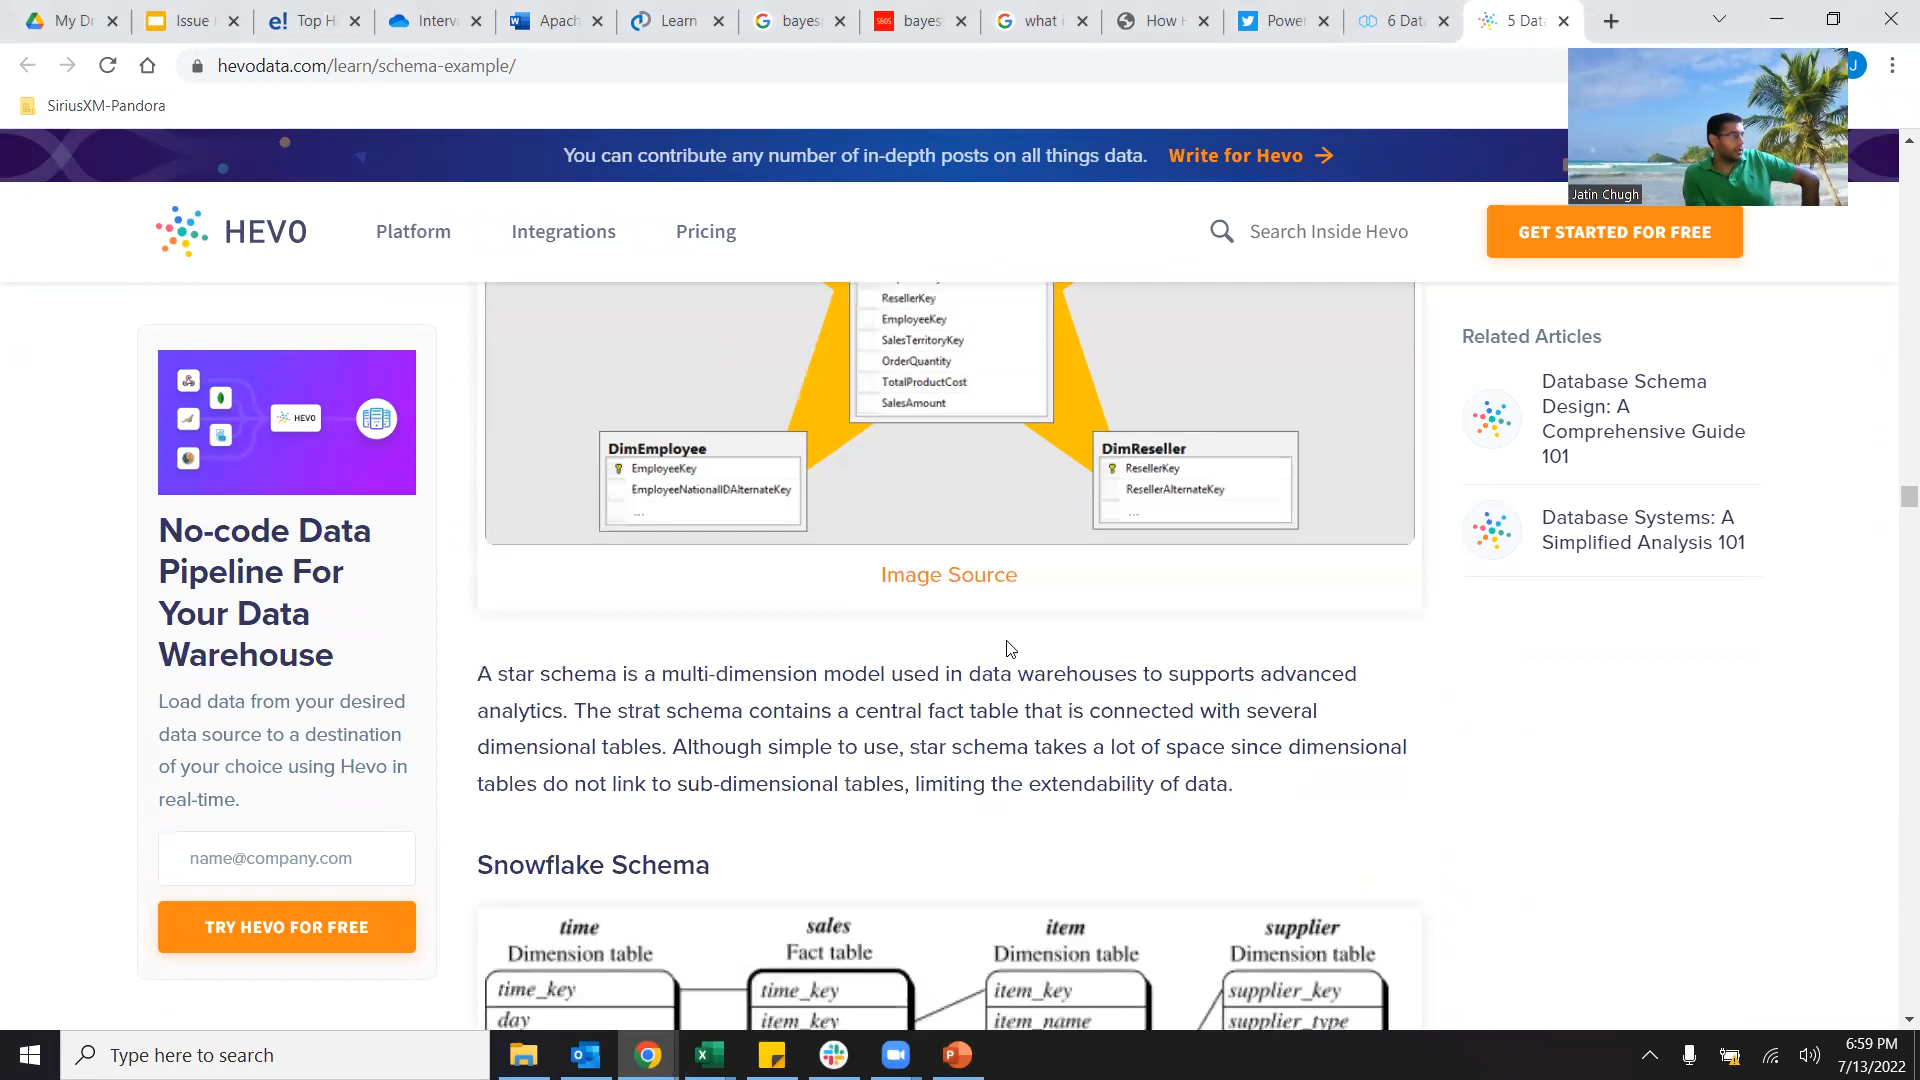 My Dr
Issue
Top H
Interv
Apach
Learn
bayes
bayes
what i
How H
Power
6 Dat
5 Dat
hevodata.com/learn/schema-example/
J
SiriusXM-Pandora
You can contribute any number of in-depth posts on all things data. Write for Hevo →
Jatin Chugh
HEVO
Platform
Integrations
Pricing
Search Inside Hevo
GET STARTED FOR FREE
ResellerKey
EmployeeKey
SalesTerritoryKey
OrderQuantity
TotalProductCost
SalesAmount
DimEmployee
EmployeeKey
EmployeeNationalIDAlternateKey
...
DimReseller
ResellerKey
ResellerAlternateKey
...
Image Source
HEVO
No-code Data
Pipeline For
Your Data
Warehouse
Load data from your desired
data source to a destination
of your choice using Hevo in
real-time.
name@company.com
TRY HEVO FOR FREE
Related Articles
Database Schema
Design: A
Comprehensive Guide
101
Database Systems: A
Simplified Analysis 101
A star schema is a multi-dimension model used in data warehouses to supports advanced
analytics. The strat schema contains a central fact table that is connected with several
dimensional tables. Although simple to use, star schema takes a lot of space since dimensional
tables do not link to sub-dimensional tables, limiting the extendability of data.
Snowflake Schema
time
Dimension table
time_key
day
sales
Fact table
time_key
item_key
item
Dimension table
item_key
item_name
supplier
Dimension table
supplier_key
supplier_type
Type here to search
6:59 PM
7/13/2022